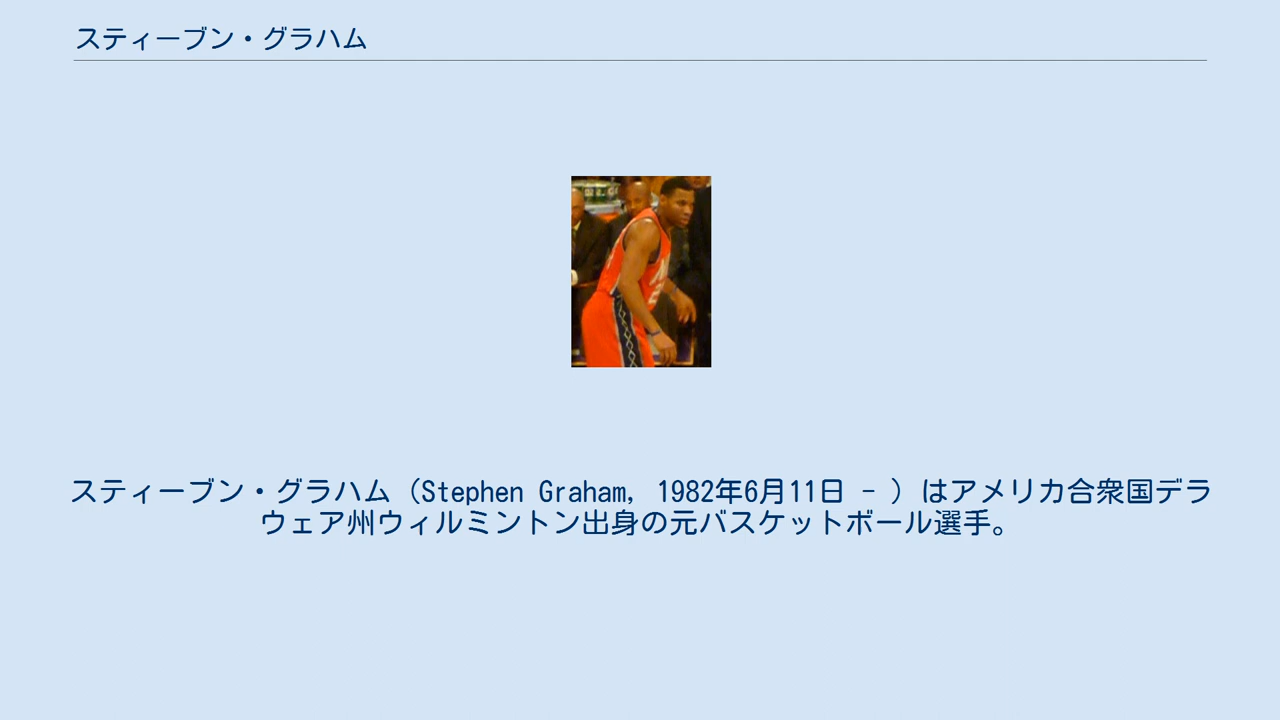 スティーブン・グラハム
スティーブン・グラハム（Stephen Graham, 1982年6月11日 - ）はアメリカ合衆国デラ
ウェア州ウィルミントン出身の元バスケットボール選手。